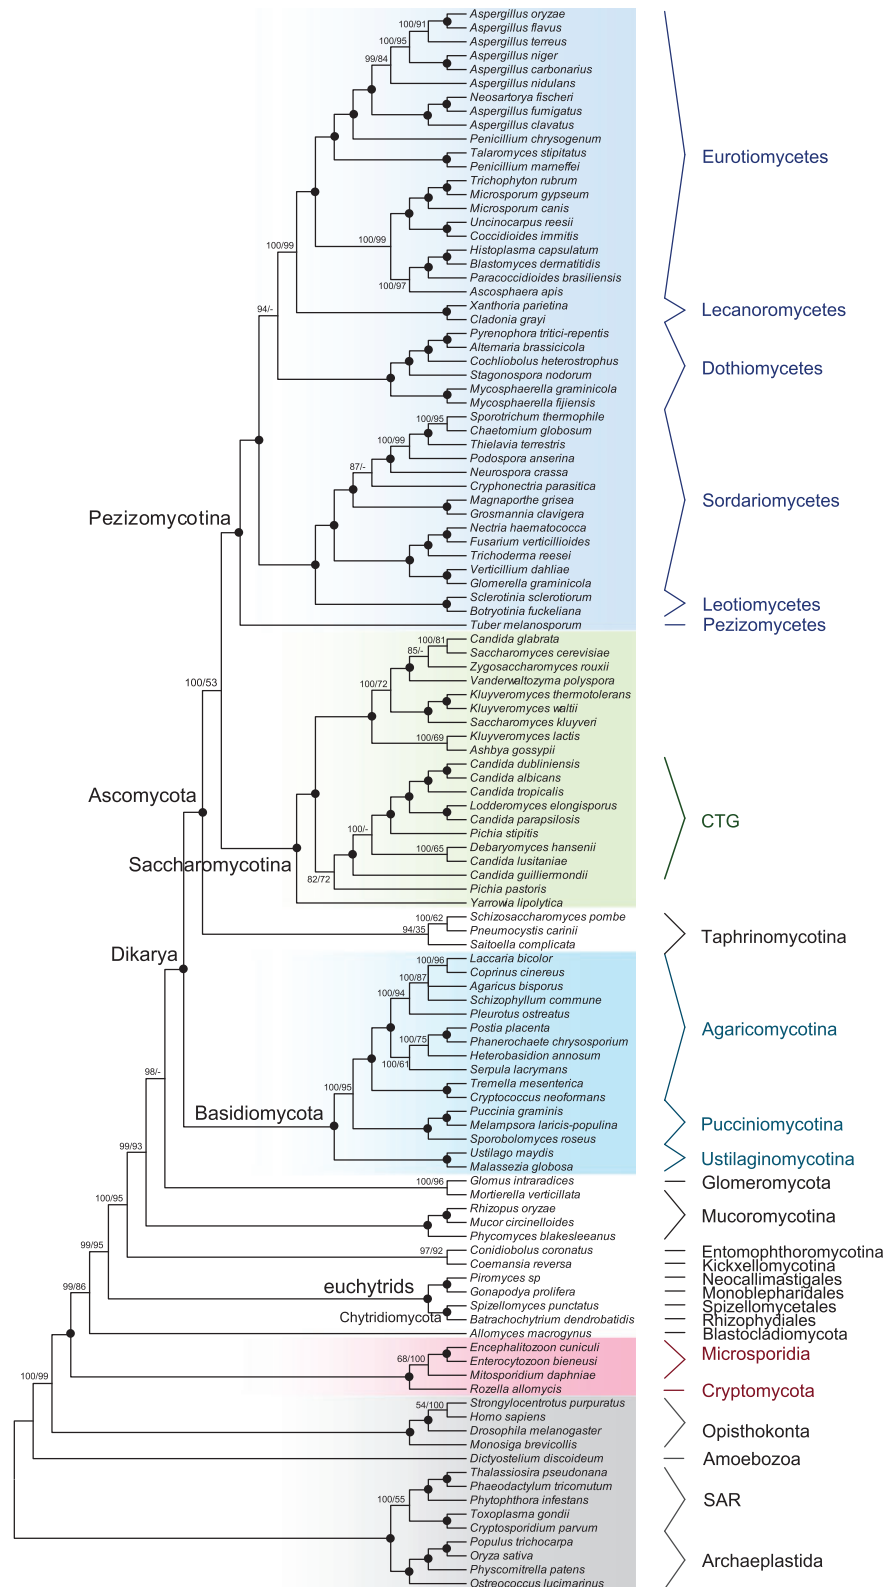 100/91
Aspergillus oryzae
Aspergillus flavus
100/95
Aspergillus terreus
99/84
Aspergillus niger
Aspergillus carbonarius
Aspergillus nidulans
Neosartorya fischeri
Aspergillus fumigatus
Aspergillus clavatus
Penicillium chrysogenum
Talaromyces stipitatus
Eurotiomycetes
Penicillium marneffei
Trichophyton rubrum
Microsporum gypseum
Microsporum canis
Uncinocarpus reesii
100/99
Coccidioides immitis
100/99
Histoplasma capsulatum
Blastomyces dermatitidis
Paracoccidioides brasiliensis
100/97
Ascosphaera apis
94/-
Xanthoria parietina
Lecanoromycetes
Cladonia grayi
Pyrenophora tritici-repentis
Alternaria brassicicola
Cochliobolus heterostrophus
Dothiomycetes
Stagonospora nodorum
Mycosphaerella graminicola
Mycosphaerella fijiensis
100/95
Sporotrichum thermophile
Chaetomium globosum
100/99
Thielavia terrestris
Podospora anserina
87/-
Neurospora crassa
Cryphonectria parasitica
Magnaporthe grisea
Sordariomycetes
Grosmannia clavigera
Pezizomycotina
Nectria haematococca
Fusarium verticillioides
Trichoderma reesei
Verticillium dahliae
Glomerella graminicola
Sclerotinia sclerotiorum
Leotiomycetes
Botryotinia fuckeliana
Tuber melanosporum
Pezizomycetes
100/81
Candida glabrata
85/-
Saccharomyces cerevisiae
Zygosaccharomyces rouxii
100/72
Vanderwaltozyma polyspora
100/53
Kluyveromyces thermotolerans
Kluyveromyces waltii
Saccharomyces kluyveri
100/69
Kluyveromyces lactis
Ashbya gossypii
Candida dubliniensis
Candida albicans
Ascomycota
Candida tropicalis
Lodderomyces elongisporus
CTG
Candida parapsilosis
100/-
Pichia stipitis
100/65
Debaryomyces hansenii
Saccharomycotina
Candida lusitaniae
82/72
Candida guilliermondii
Pichia pastoris
Yarrowia lipolytica
100/62
Schizosaccharomyces pombe
94/35
Pneumocystis carinii
Taphrinomycotina
Saitoella complicata
Dikarya
100/96
Laccaria bicolor
Coprinus cinereus
100/87
Agaricus bisporus
100/94
Schizophyllum commune
Pleurotus ostreatus
Postia placenta
Agaricomycotina
100/75
Phanerochaete chrysosporium
100/61
Heterobasidion annosum
Serpula lacrymans
98/-
Tremella mesenterica
100/95
Cryptococcus neoformans
Basidiomycota
Puccinia graminis
Melampsora laricis-populina
Pucciniomycotina
Sporobolomyces roseus
99/93
Ustilago maydis
Ustilaginomycotina
Malassezia globosa
100/96
Glomus intraradices
Glomeromycota
Mortierella verticillata
100/95
Rhizopus oryzae
Mucor circinelloides
Mucoromycotina
Phycomyces blakesleeanus
99/95
97/92
Conidiobolus coronatus
Entomophthoromycotina
Coemansia reversa
Kickxellomycotina
99/86
euchytrids
Piromyces sp
Neocallimastigales
Gonapodya prolifera
Monoblepharidales
Spizellomyces punctatus
Spizellomycetales
Chytridiomycota
Batrachochytrium dendrobatidis
Rhizophydiales
Allomyces macrogynus
Blastocladiomycota
Encephalitozoon cuniculi
Microsporidia
68/100
Enterocytozoon bieneusi
Mitosporidium daphniae
100/99
Rozella allomycis
Cryptomycota
54/100
Strongylocentrotus purpuratus
Homo sapiens
Opisthokonta
Drosophila melanogaster
Monosiga brevicollis
Dictyostelium discoideum
Amoebozoa
Thalassiosira pseudonana
Phaeodactylum tricornutum
100/55
Phytophthora infestans
SAR
Toxoplasma gondii
Cryptosporidium parvum
Populus trichocarpa
Oryza sativa
Archaeplastida
Physcomitrella patens
Ostreococcus lucimarinus